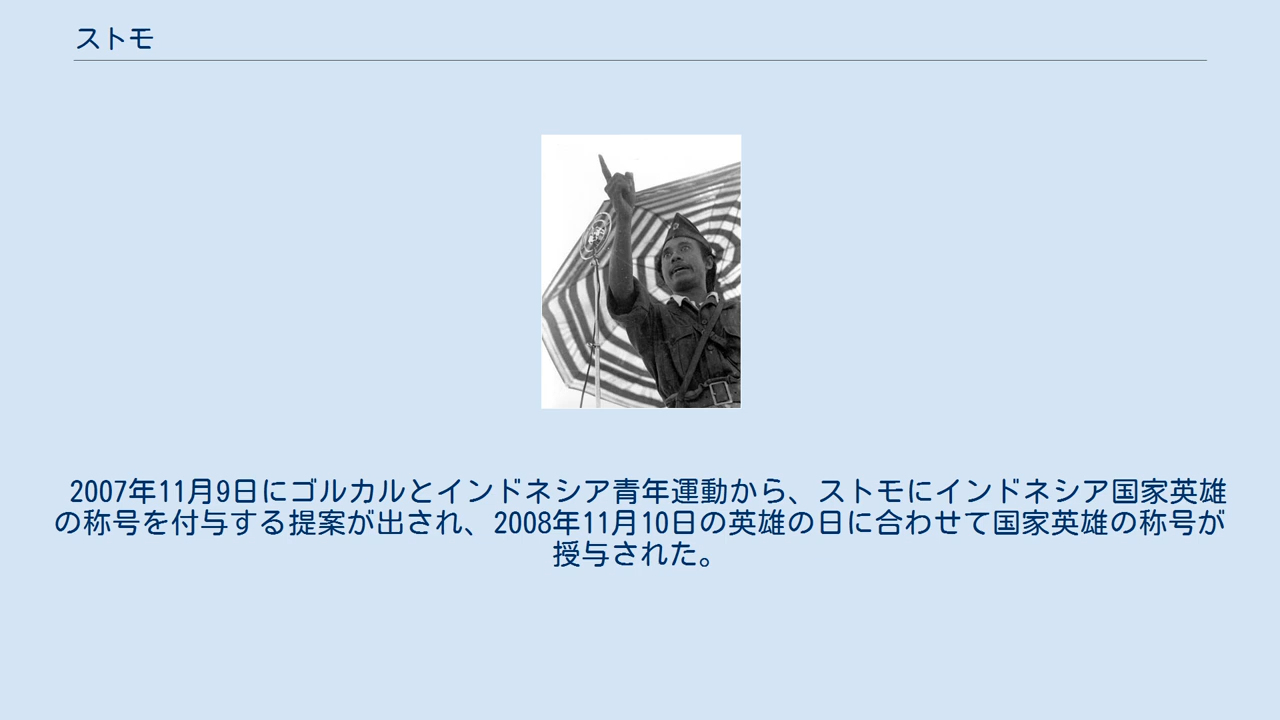 ストモ
2007年11月9日にゴルカルとインドネシア青年運動から、ストモにインドネシア国家英雄
の称号を付与する提案が出され、2008年11月10日の英雄の日に合わせて国家英雄の称号が
授与された。